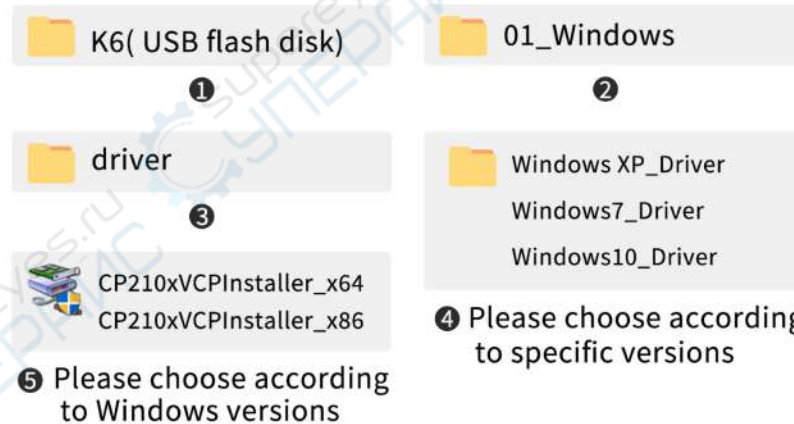 K6( USB flash disk)
❶
01_Windows
❷
driver
❸
Windows XP_Driver
Windows7_Driver
Windows10_Driver
❹ Please choose according
to specific versions
CP210xVCPInstaller_x64
CP210xVCPInstaller_x86
❺ Please choose according
to Windows versions